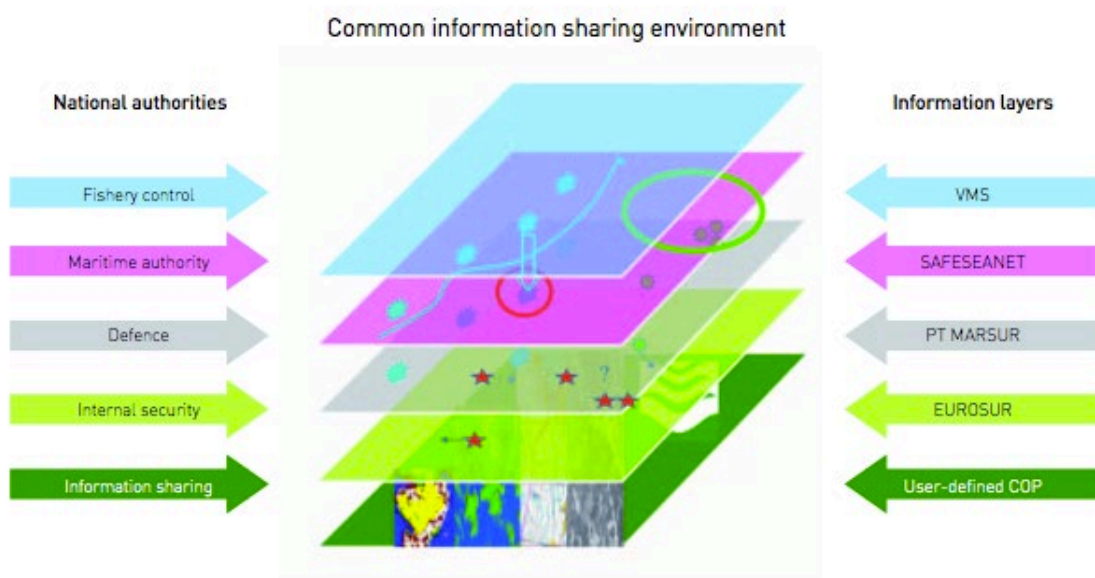 Common information sharing environment
National authorities
Information layers
Fishery control
VMS
Maritime authority
SAFESEANET
Defence
PT MARSUR
?
Internal security
EUROSUR
Information sharing
User-defined COP